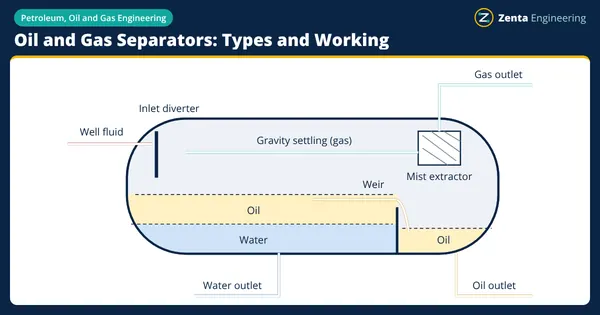 Petroleum, Oil and Gas Engineering
Zenta Engineering
Oil and Gas Separators: Types and Working
Gas outlet
Inlet diverter
Well fluid
Gravity settling (gas)
Mist extractor
Weir
Oil
Water
Oil
Water outlet
Oil outlet